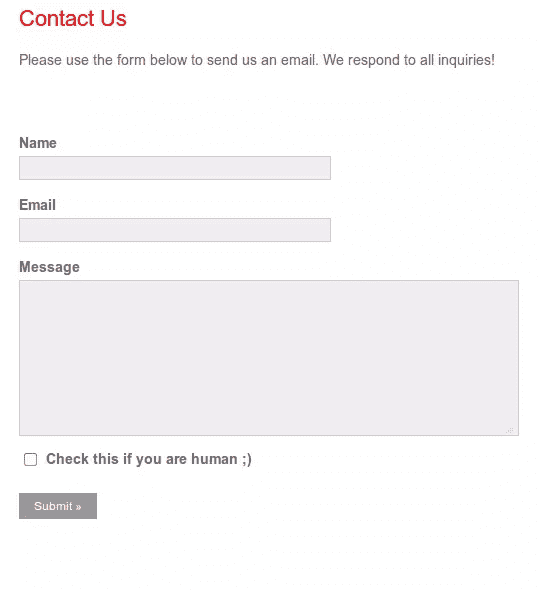 Contact Us
Please use the form below to send us an email. We respond to all inquiries!
Name
Email
Message
Check this if you are human ;)
Submit »